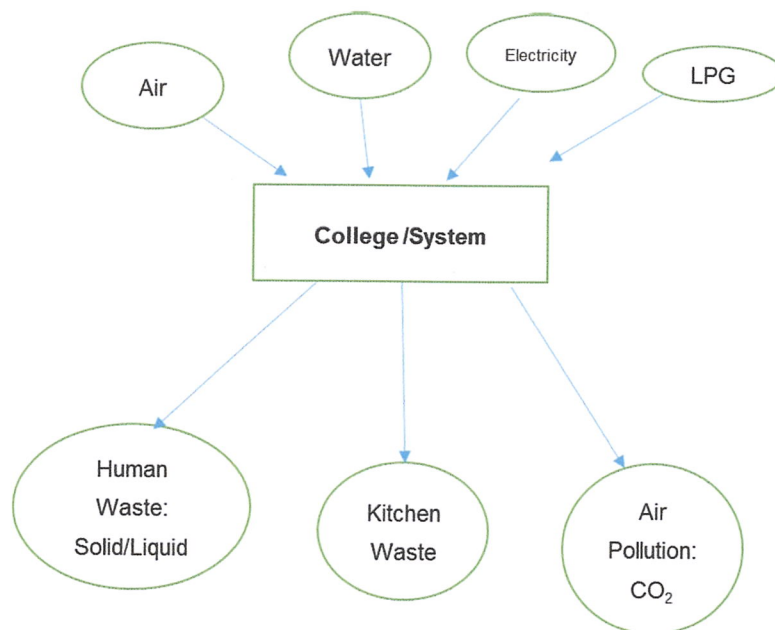 Air
Water
Electricity
LPG
College /System
Human
Waste:
Solid/Liquid
Kitchen
Waste
Air
Pollution:
CO₂